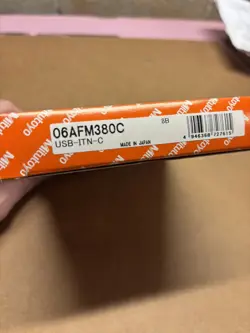 Mitutoyo
06AFM380C
SB
USB-ITN-C
MADE IN JAPAN